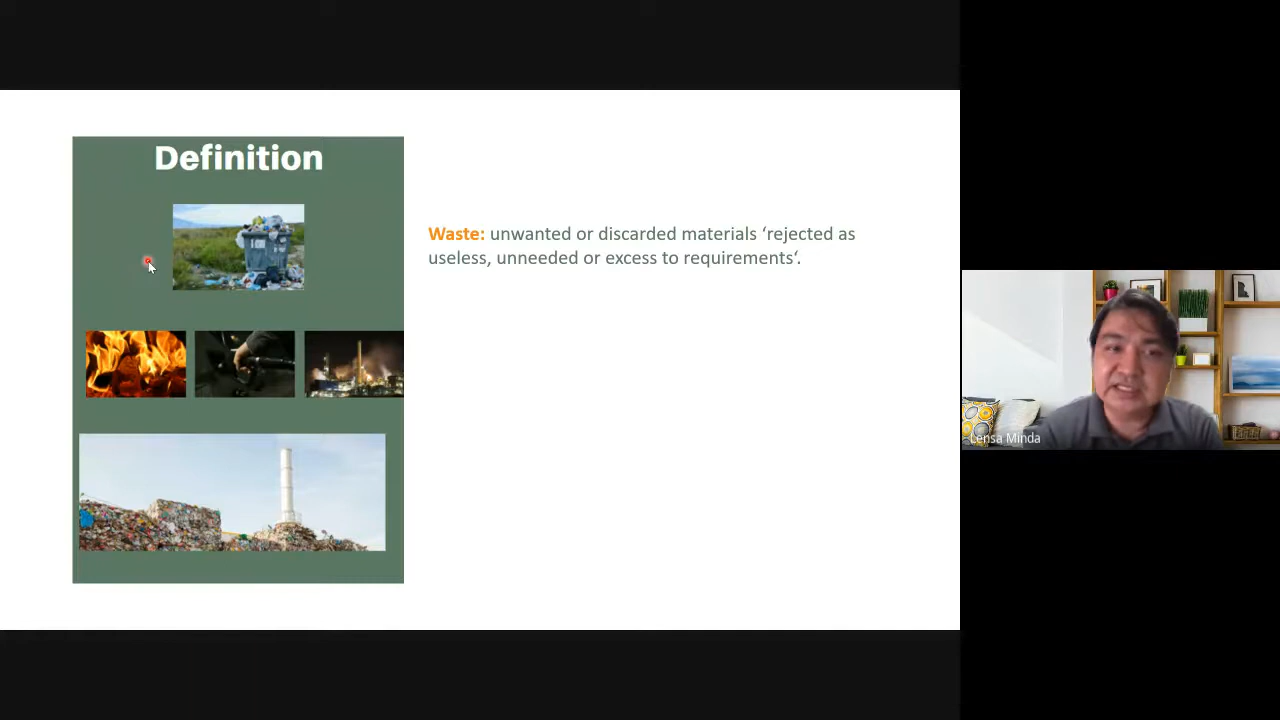 Definition
Waste: unwanted or discarded materials ‘rejected as
useless, unneeded or excess to requirements‘.
Lensa Minda